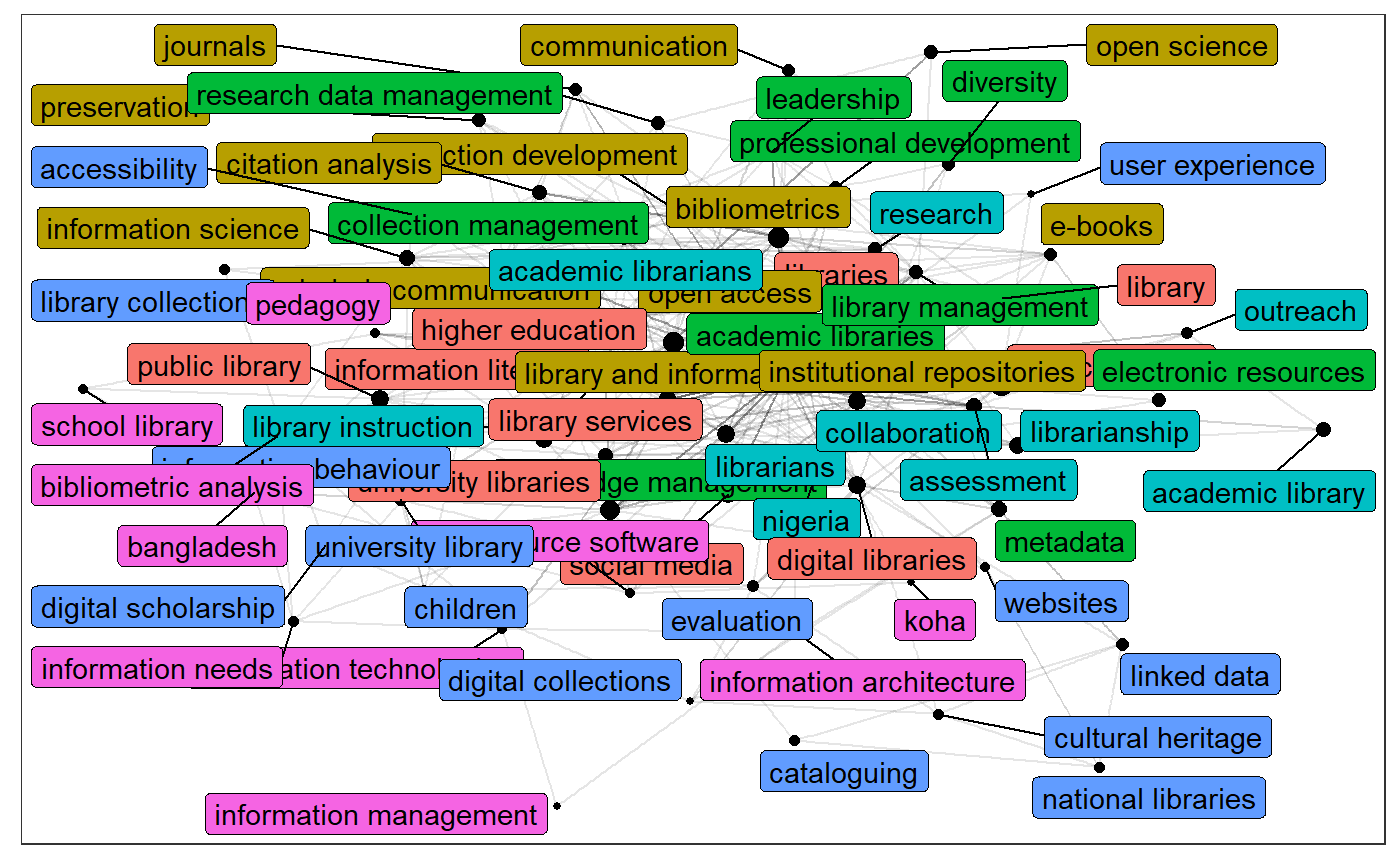 journals
communication
open science
preservation
research data management
leadership
diversity
professional development
accessibility
citation analysis
ction development
user experience
information science
collection management
bibliometrics
research
e-books
academic librarians
libraries
library collection
pedagogy
communication
open access
library management
library
outreach
higher education
academic libraries
public library
information lite
library and informa
institutional repositories
electronic resources
school library
library instruction
library services
collaboration
librarianship
behaviour
bibliometric analysis
university libraries
dge management
librarians
assessment
academic library
bangladesh
university library
urce software
nigeria
metadata
social media
digital libraries
digital scholarship
children
evaluation
koha
websites
information needs
ation technol
digital collections
information architecture
linked data
cultural heritage
cataloguing
national libraries
information management